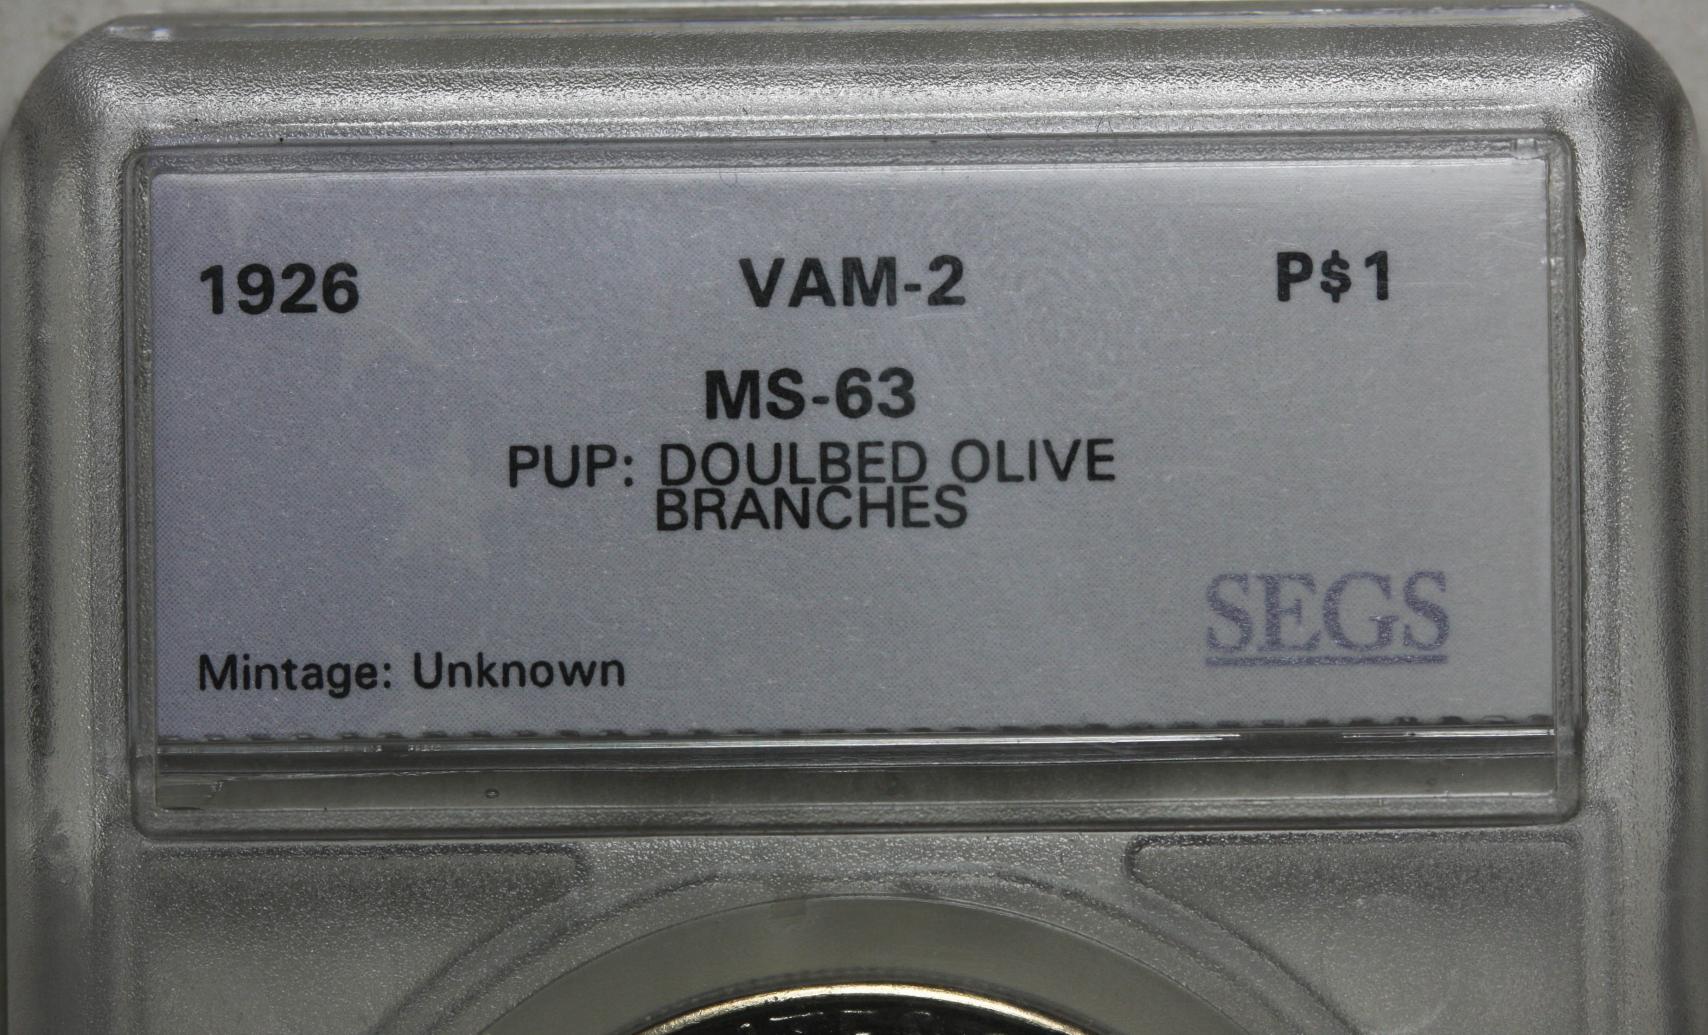 1926 VAM-2 P$1
MS-63
PUP: DOULBED OLIVE
BRANCHES
SEGS
Mintage: Unknown